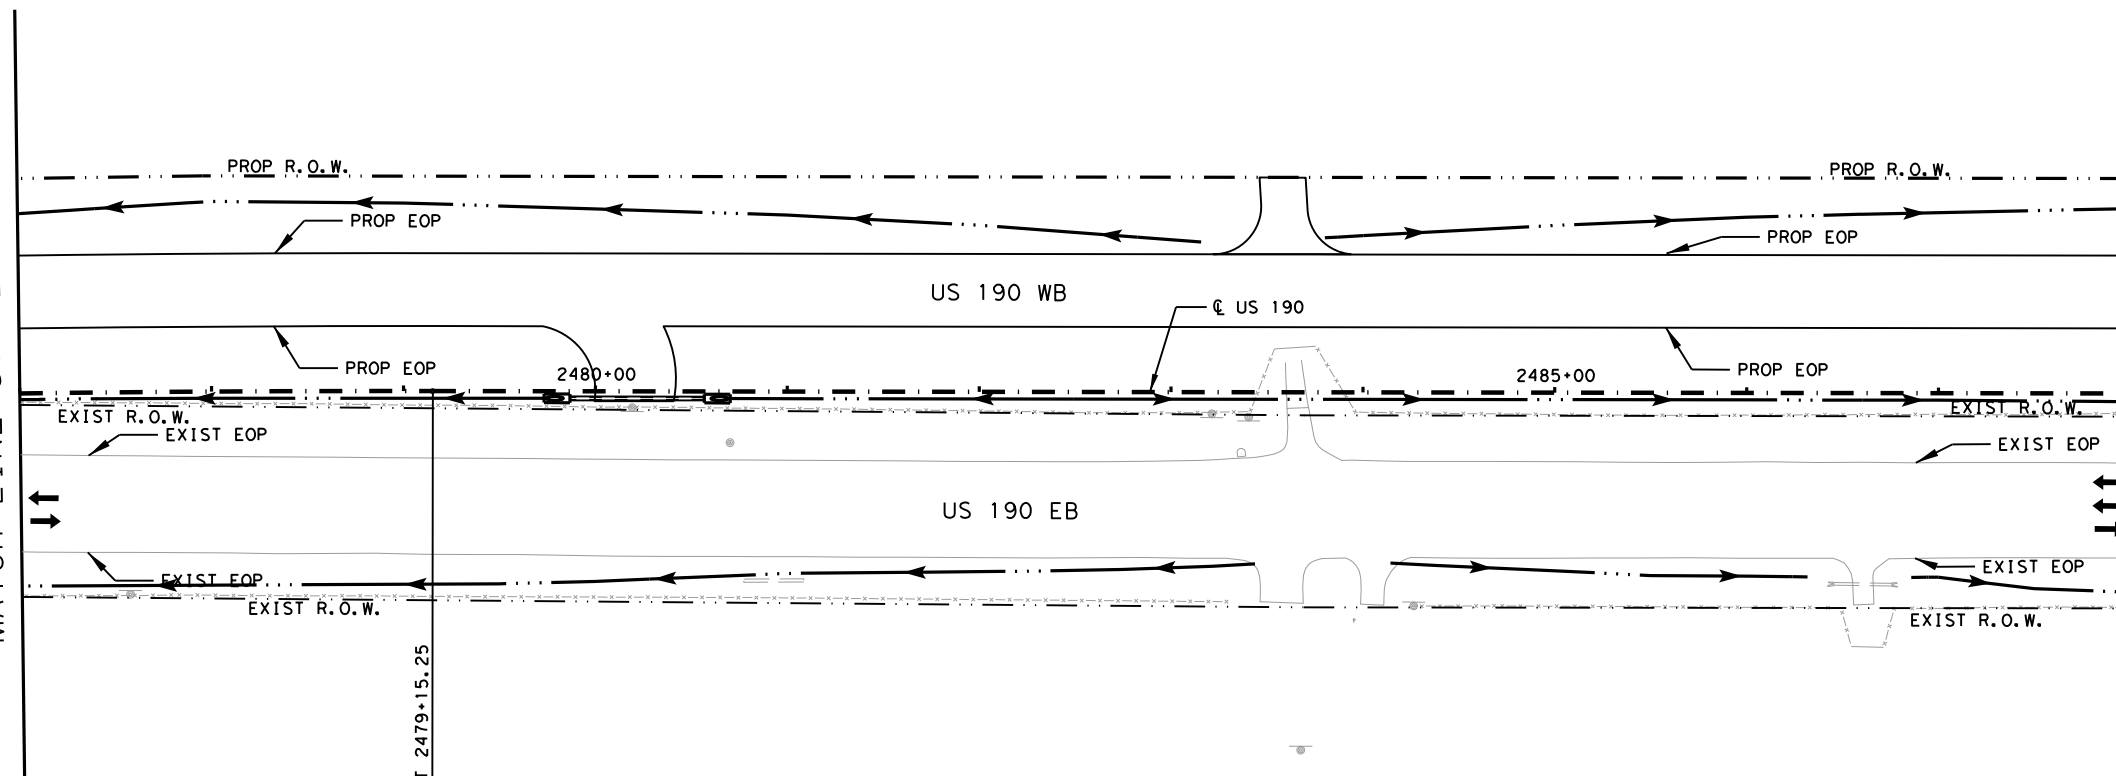 PROP R.O.W.
PROP R.O.W.
PROP EOP
PROP EOP
US 190 WB
℄ US 190
PROP EOP
PROP EOP
2480+00
2485+00
EXIST R.O.W.
EXIST R.O.W.
EXIST EOP
EXIST EOP
US 190 EB
EXIST EOP
EXIST EOP
EXIST R.O.W.
EXIST R.O.W.
2479+15.25